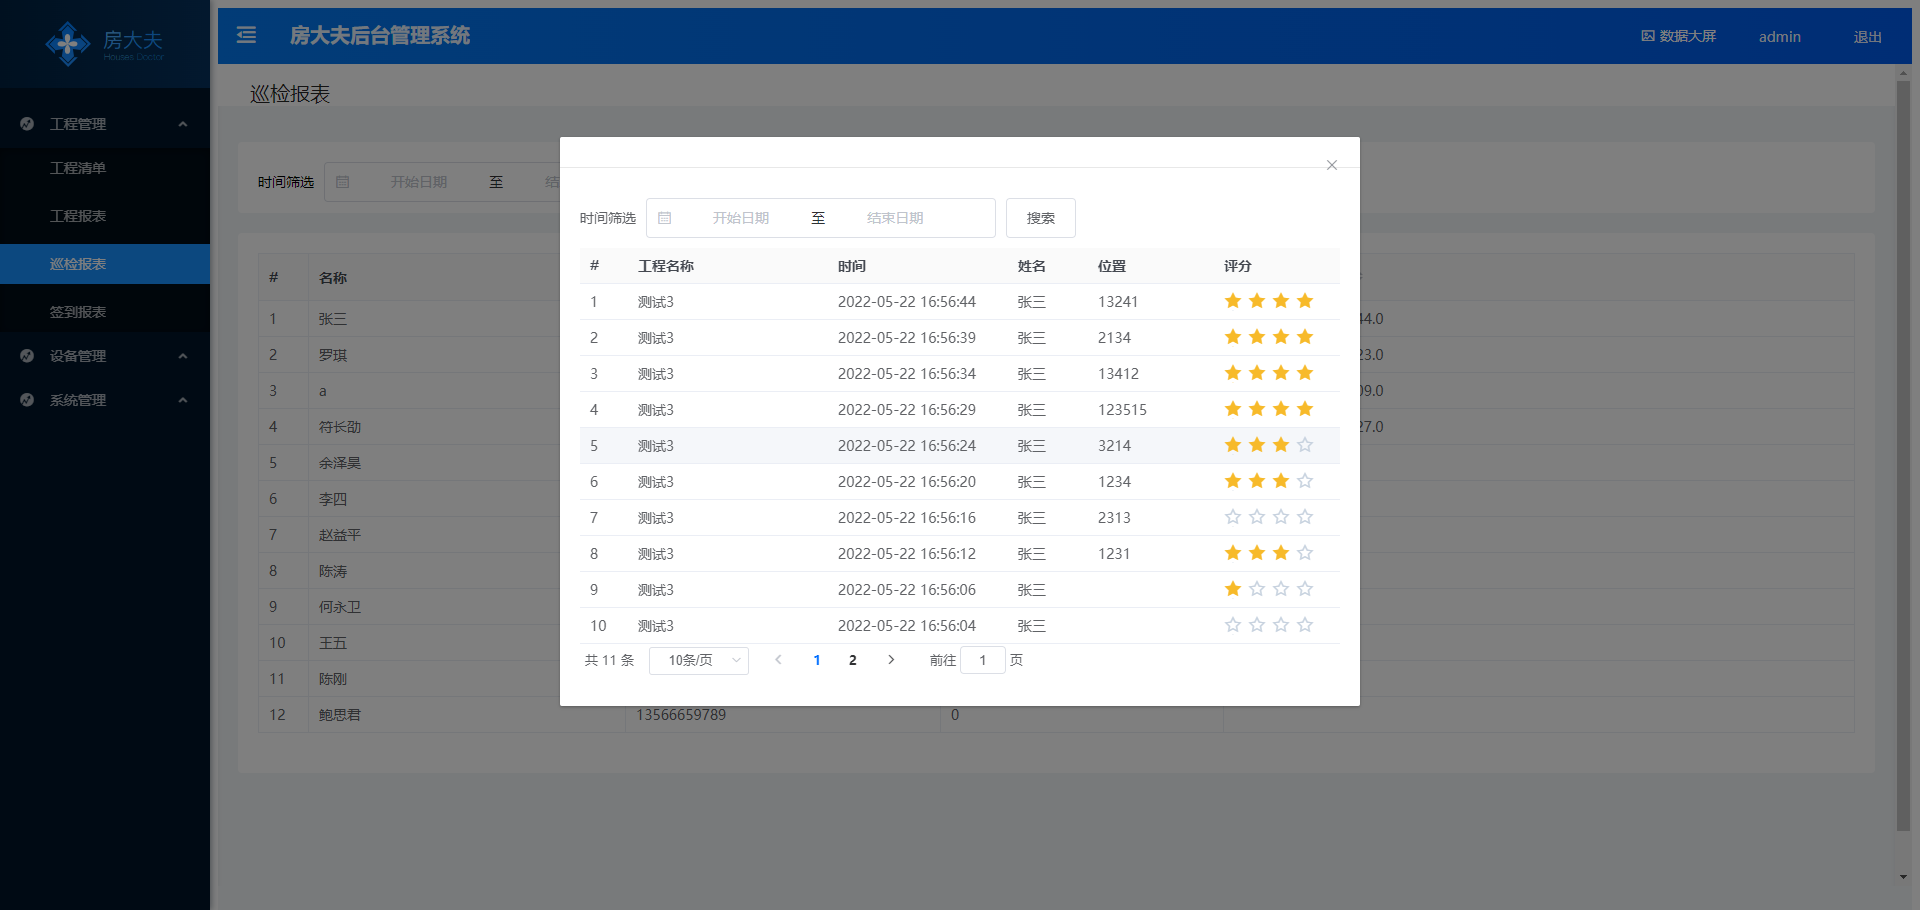 房大夫
Houses Doctor
房大夫后台管理系统
数据大屏
admin
退出
工程管理
工程清单
工程报表
巡检报表
签到报表
设备管理
系统管理
巡检报表
时间筛选 开始日期 至 结
# 名称
1 张三 44.0
2 罗琪 23.0
3 a 09.0
4 符长劭 27.0
5 余泽昊
6 李四
7 赵益平
8 陈涛
9 何永卫
10 王五
11 陈刚
12 鲍思君 13566659789 0
时间筛选 开始日期 至 结束日期 搜索
# 工程名称 时间 姓名 位置 评分
1 测试3 2022-05-22 16:56:44 张三 13241
2 测试3 2022-05-22 16:56:39 张三 2134
3 测试3 2022-05-22 16:56:34 张三 13412
4 测试3 2022-05-22 16:56:29 张三 123515
5 测试3 2022-05-22 16:56:24 张三 3214
6 测试3 2022-05-22 16:56:20 张三 1234
7 测试3 2022-05-22 16:56:16 张三 2313
8 测试3 2022-05-22 16:56:12 张三 1231
9 测试3 2022-05-22 16:56:06 张三
10 测试3 2022-05-22 16:56:04 张三
共 11 条 10条/页 1 2 前往 1 页